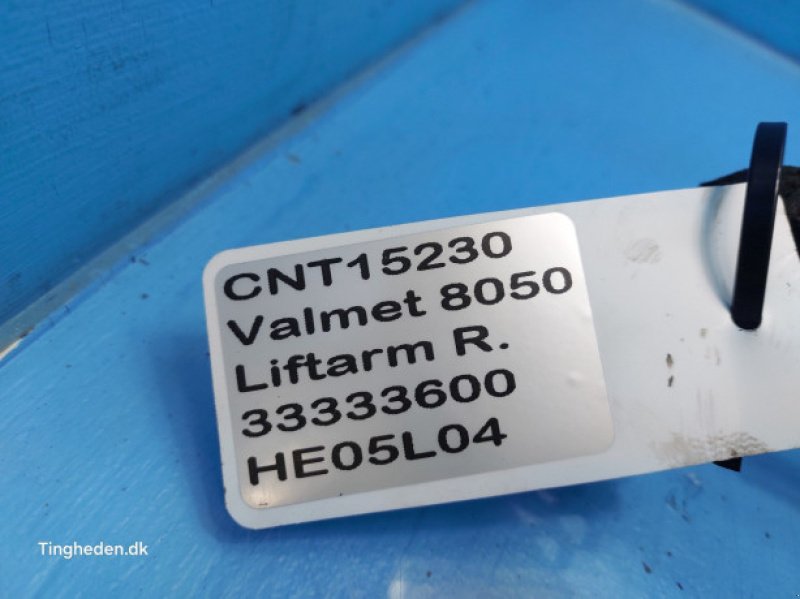 CNT15230
Valmet 8050
Liftarm R.
33333600
HE05L04
Tingheden.dk